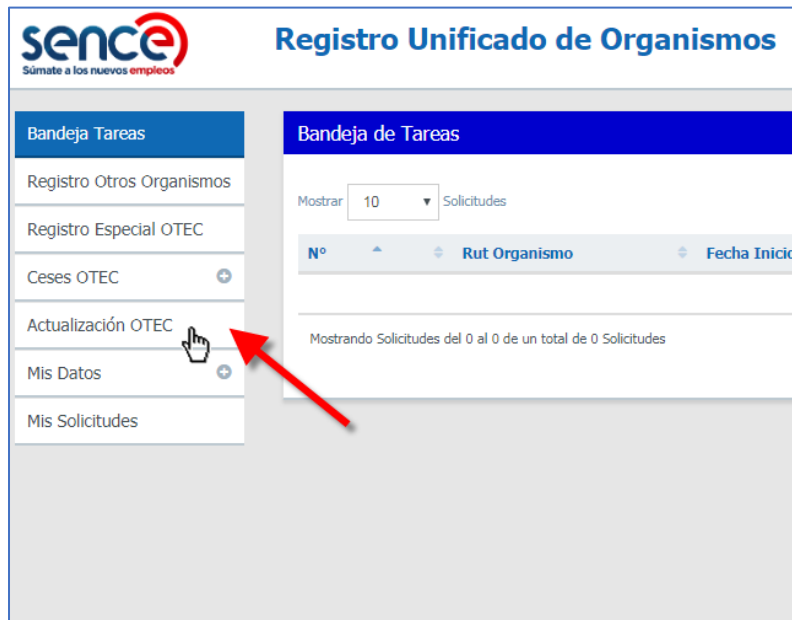 sence
Súmate a los nuevos empleos
Registro Unificado de Organismos
Bandeja Tareas
Registro Otros Organismos
Registro Especial OTEC
Ceses OTEC
Actualización OTEC
Mis Datos
Mis Solicitudes
Bandeja de Tareas
Mostrar 10 Solicitudes
N° Rut Organismo Fecha Inicio
Mostrando Solicitudes del 0 al 0 de un total de 0 Solicitudes